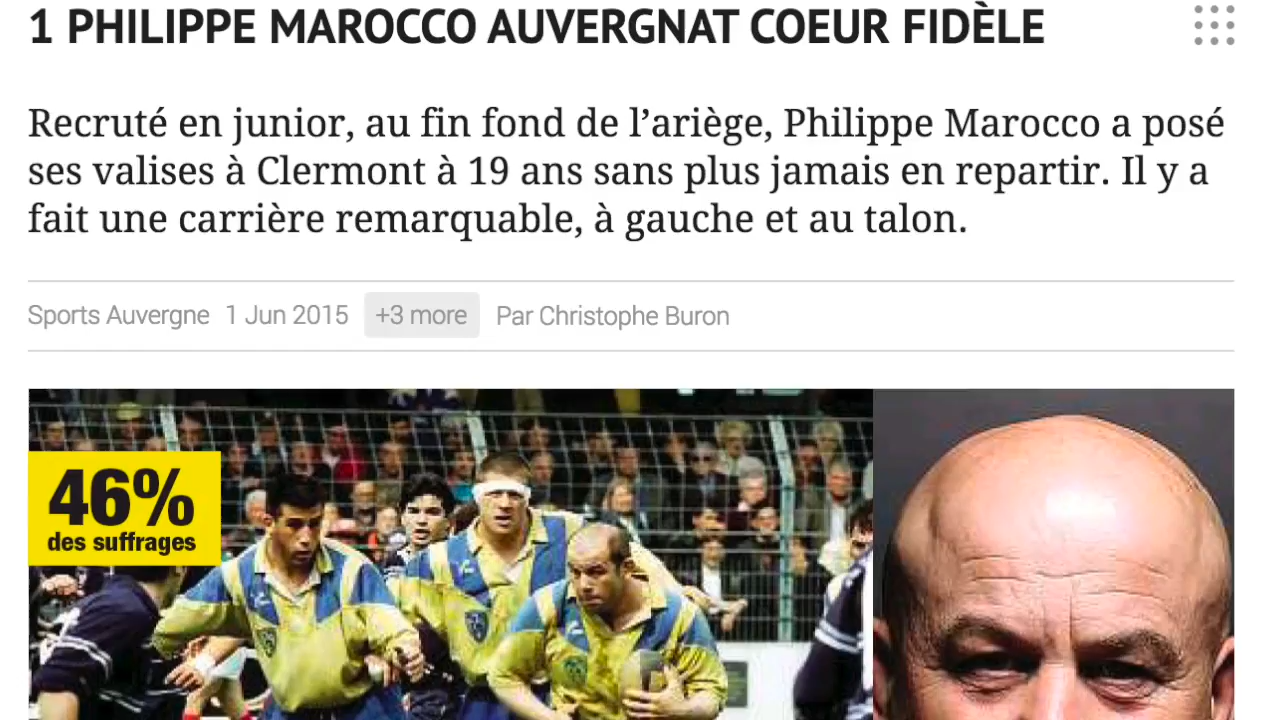 1 PHILIPPE MAROCCO AUVERGNAT COEUR FIDÈLE
Recruté en junior, au fin fond de l’ariège, Philippe Marocco a posé
ses valises à Clermont à 19 ans sans plus jamais en repartir. Il y a
fait une carrière remarquable, à gauche et au talon.
Sports Auvergne 1 Jun 2015 +3 more Par Christophe Buron
46%
des suffrages